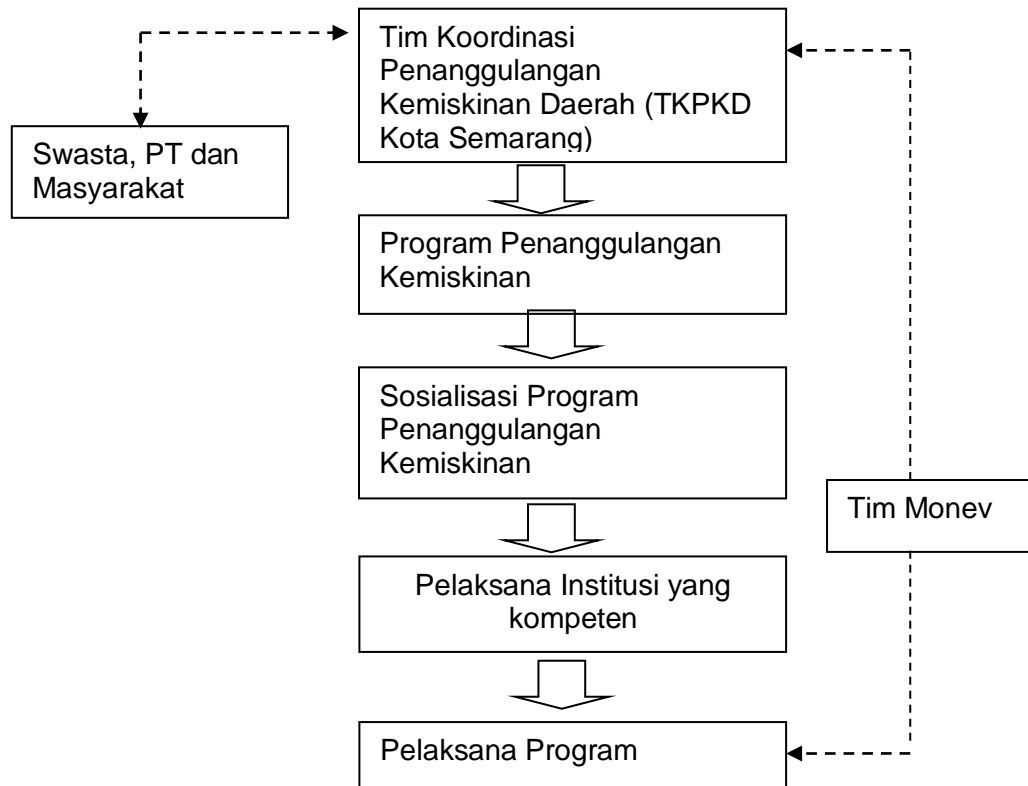 Tim Koordinasi
Penanggulangan
Kemiskinan Daerah (TKPKD
Kota Semarang)
Swasta, PT dan
Masyarakat
Program Penanggulangan
Kemiskinan
Sosialisasi Program
Penanggulangan
Kemiskinan
Tim Monev
Pelaksana Institusi yang
kompeten
Pelaksana Program